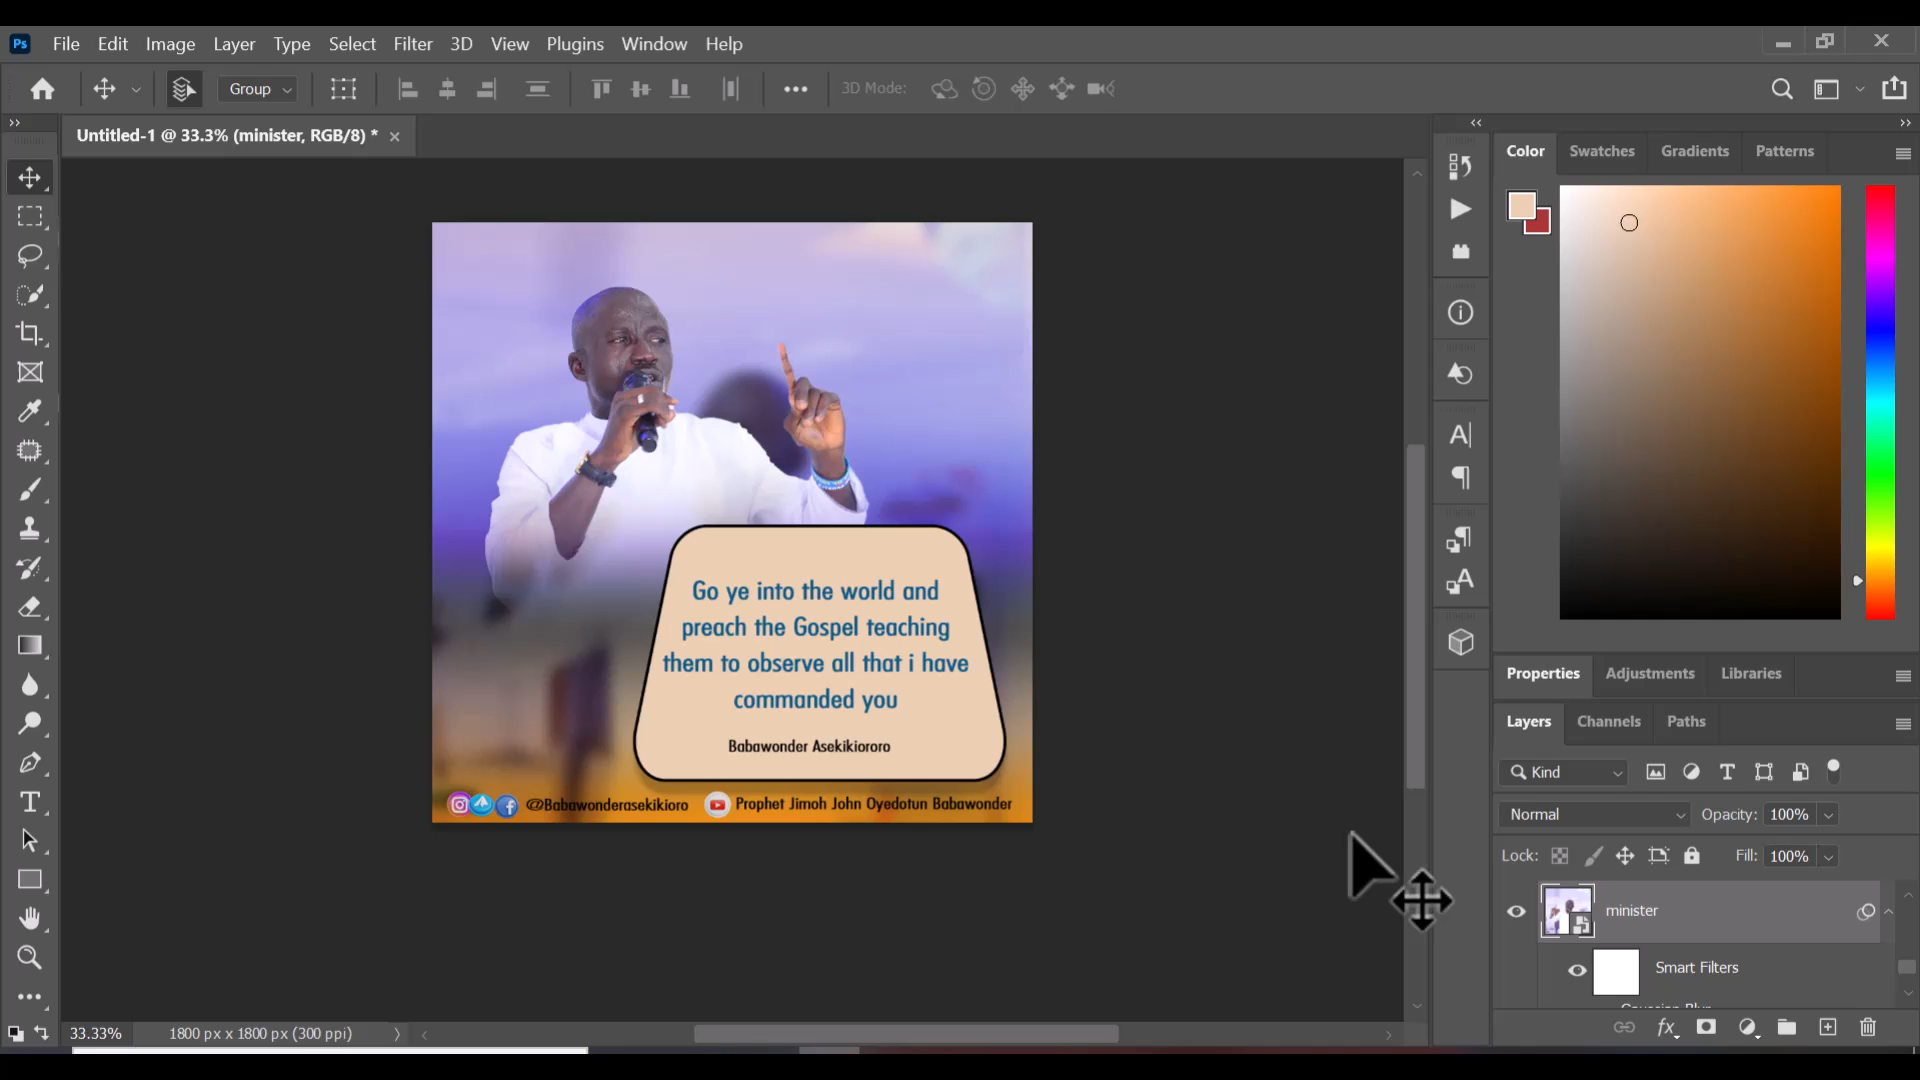 Ps File Edit Image Layer Type Select Filter 3D View Plugins Window Help
Group 3D Mode:
Untitled-1 @ 33.3% (minister, RGB/8) *
Color Swatches Gradients Patterns
Go ye into the world and
preach the Gospel teaching
them to observe all that i have
commanded you
Babawonder Asekikiororo
@Babawonderasekikioro Prophet Jimoh John Oyedotun Babawonder
Properties Adjustments Libraries
Layers Channels Paths
Kind
Normal Opacity: 100%
Lock: Fill: 100%
minister
Smart Filters
Gaussian Blur
33.33% 1800 px x 1800 px (300 ppi)
fx